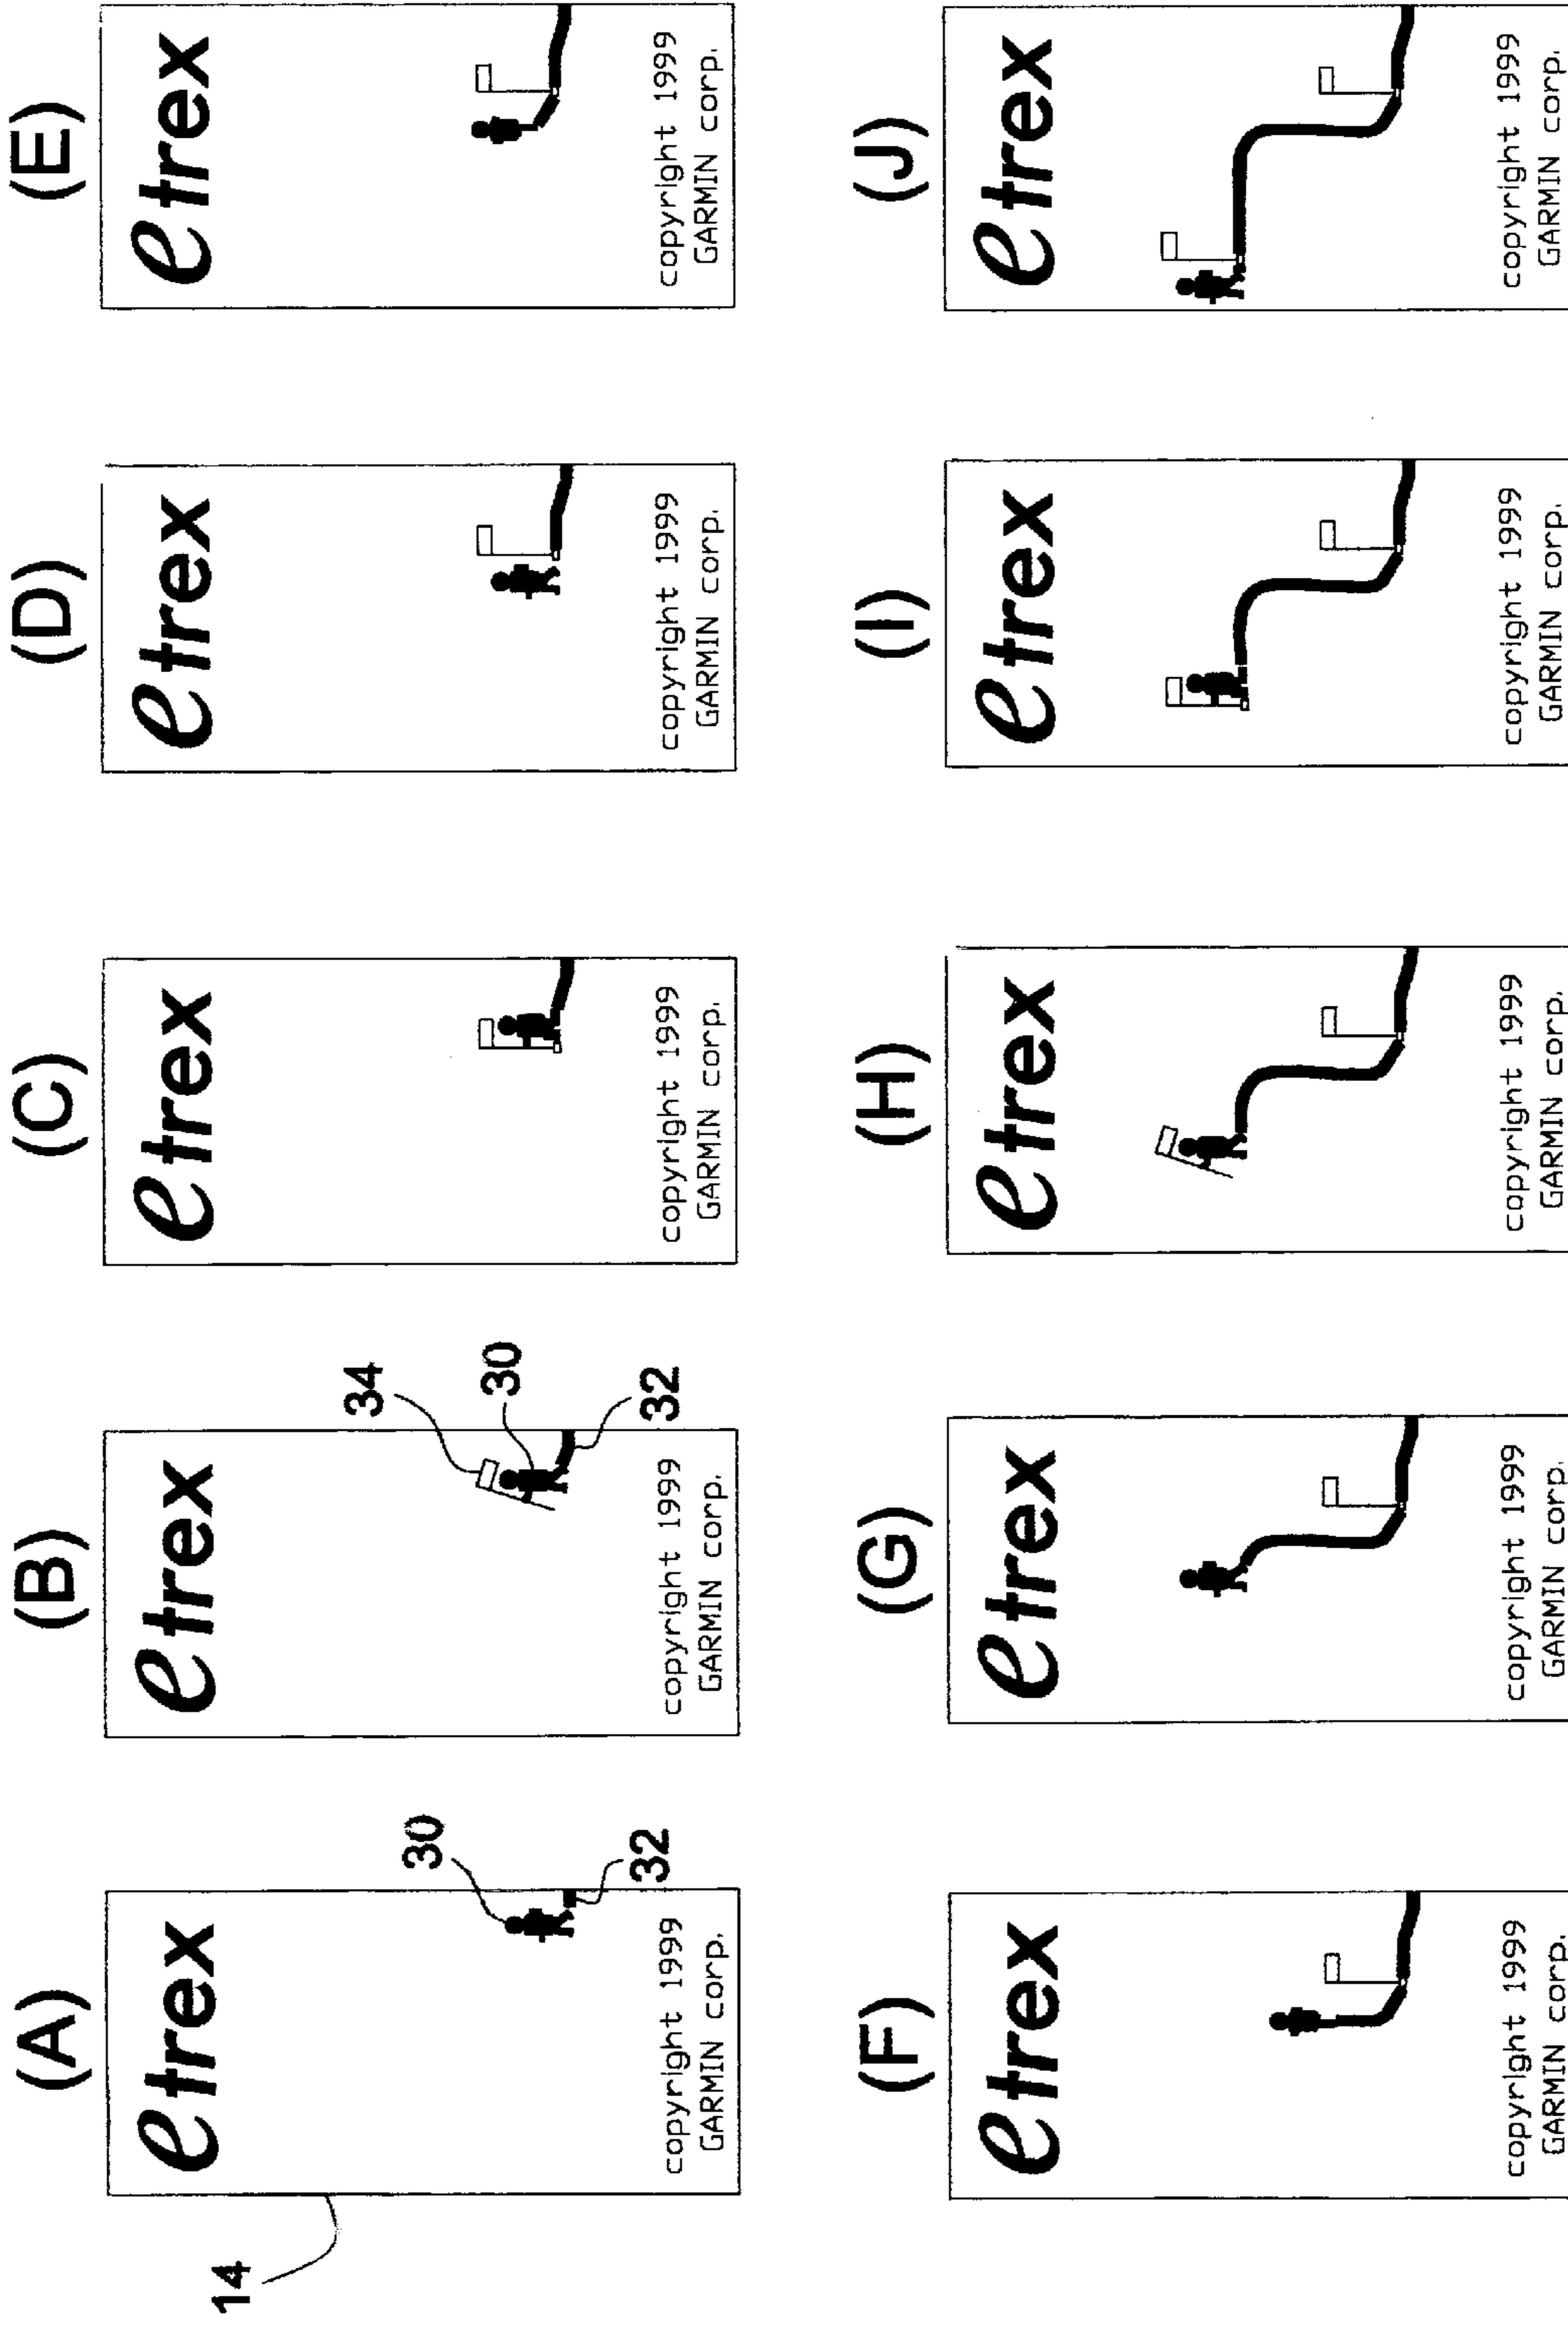 (A)
etrex
copyright 1999
GARMIN corp.
14
30
32
(B)
etrex
copyright 1999
GARMIN corp.
34
30
32
(C)
etrex
copyright 1999
GARMIN corp.
(D)
etrex
copyright 1999
GARMIN corp.
(E)
etrex
copyright 1999
GARMIN corp.
(F)
etrex
copyright 1999
GARMIN corp.
(G)
etrex
copyright 1999
GARMIN corp.
(H)
etrex
copyright 1999
GARMIN corp.
(I)
etrex
copyright 1999
GARMIN corp.
(J)
etrex
copyright 1999
GARMIN corp.